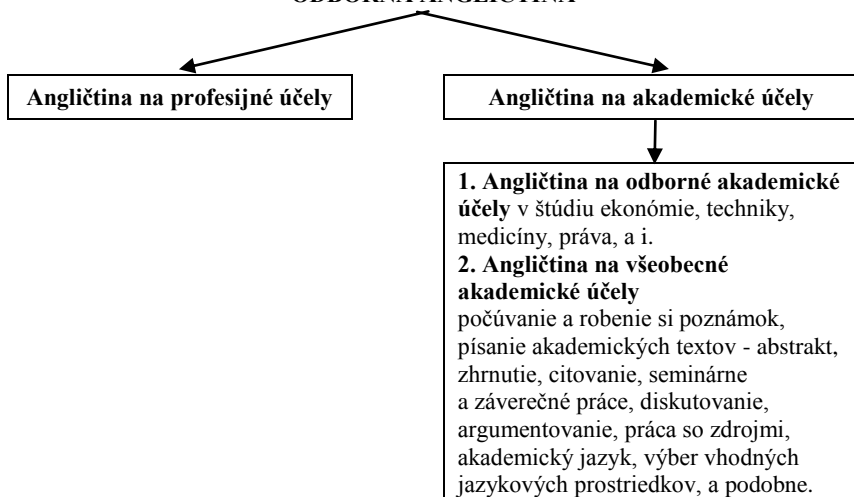 ODBORNÁ ANGLIČTINA
Angličtina na profesijné účely
Angličtina na akademické účely
1. Angličtina na odborné akademické
účely v štúdiu ekonómie, techniky,
medicíny, práva, a i.
2. Angličtina na všeobecné
akademické účely
počúvanie a robenie si poznámok,
písanie akademických textov - abstrakt,
zhrnutie, citovanie, seminárne
a záverečné práce, diskutovanie,
argumentovanie, práca so zdrojmi,
akademický jazyk, výber vhodných
jazykových prostriedkov, a podobne.